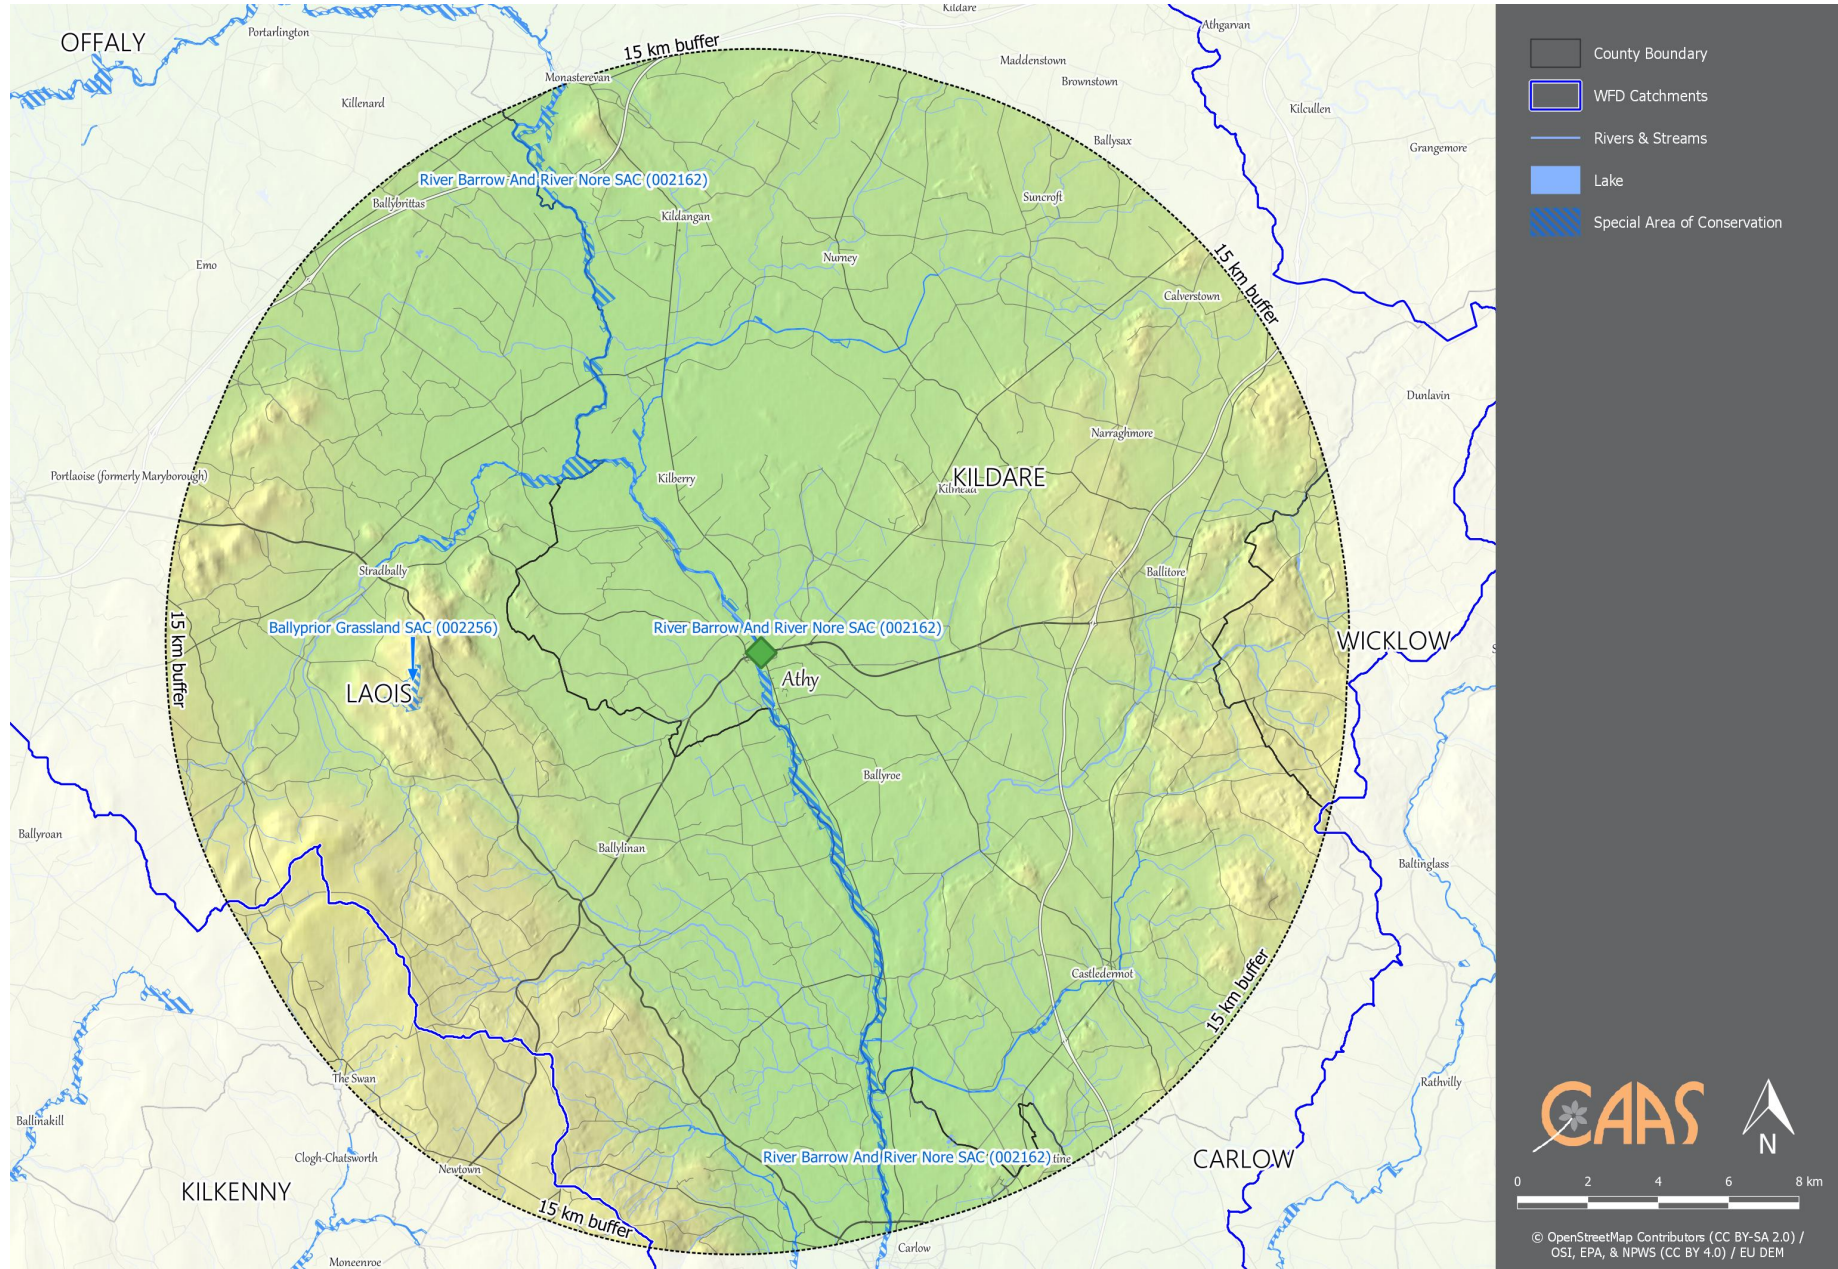 Kildare
Athgarvan
OFFALY
Portarlington
15 km buffer
Maddenstown
Monasterevan
Brownstown
Killenard
Kilcullen
Ballysax
Grangemore
River Barrow And River Nore SAC (002162)
Ballybrittas
Suncroft
Kildangan
Nurney
Emo
15 km buffer
Calverstown
Dunlavin
Narraghmore
Portlaoise (formerly Maryborough)
Kilberry
KILDARE
Stradbally
Ballitore
Ballyprior Grassland SAC (002256)
River Barrow And River Nore SAC (002162)
WICKLOW
15 km buffer
Athy
LAOIS
Ballyroe
Ballyroan
Ballylinan
Baltinglass
Castledermot
15 km buffer
The Swan
Rathvilly
Ballinakill
Clogh-Chatsworth
Newtown
River Barrow And River Nore SAC (002162)
tine
CARLOW
KILKENNY
15 km buffer
Carlow
Moneenroe
County Boundary
WFD Catchments
Rivers & Streams
Lake
Special Area of Conservation
CAAS
N
0 2 4 6 8 km
© OpenStreetMap Contributors (CC BY-SA 2.0) /
OSI, EPA, & NPWS (CC BY 4.0) / EU DEM